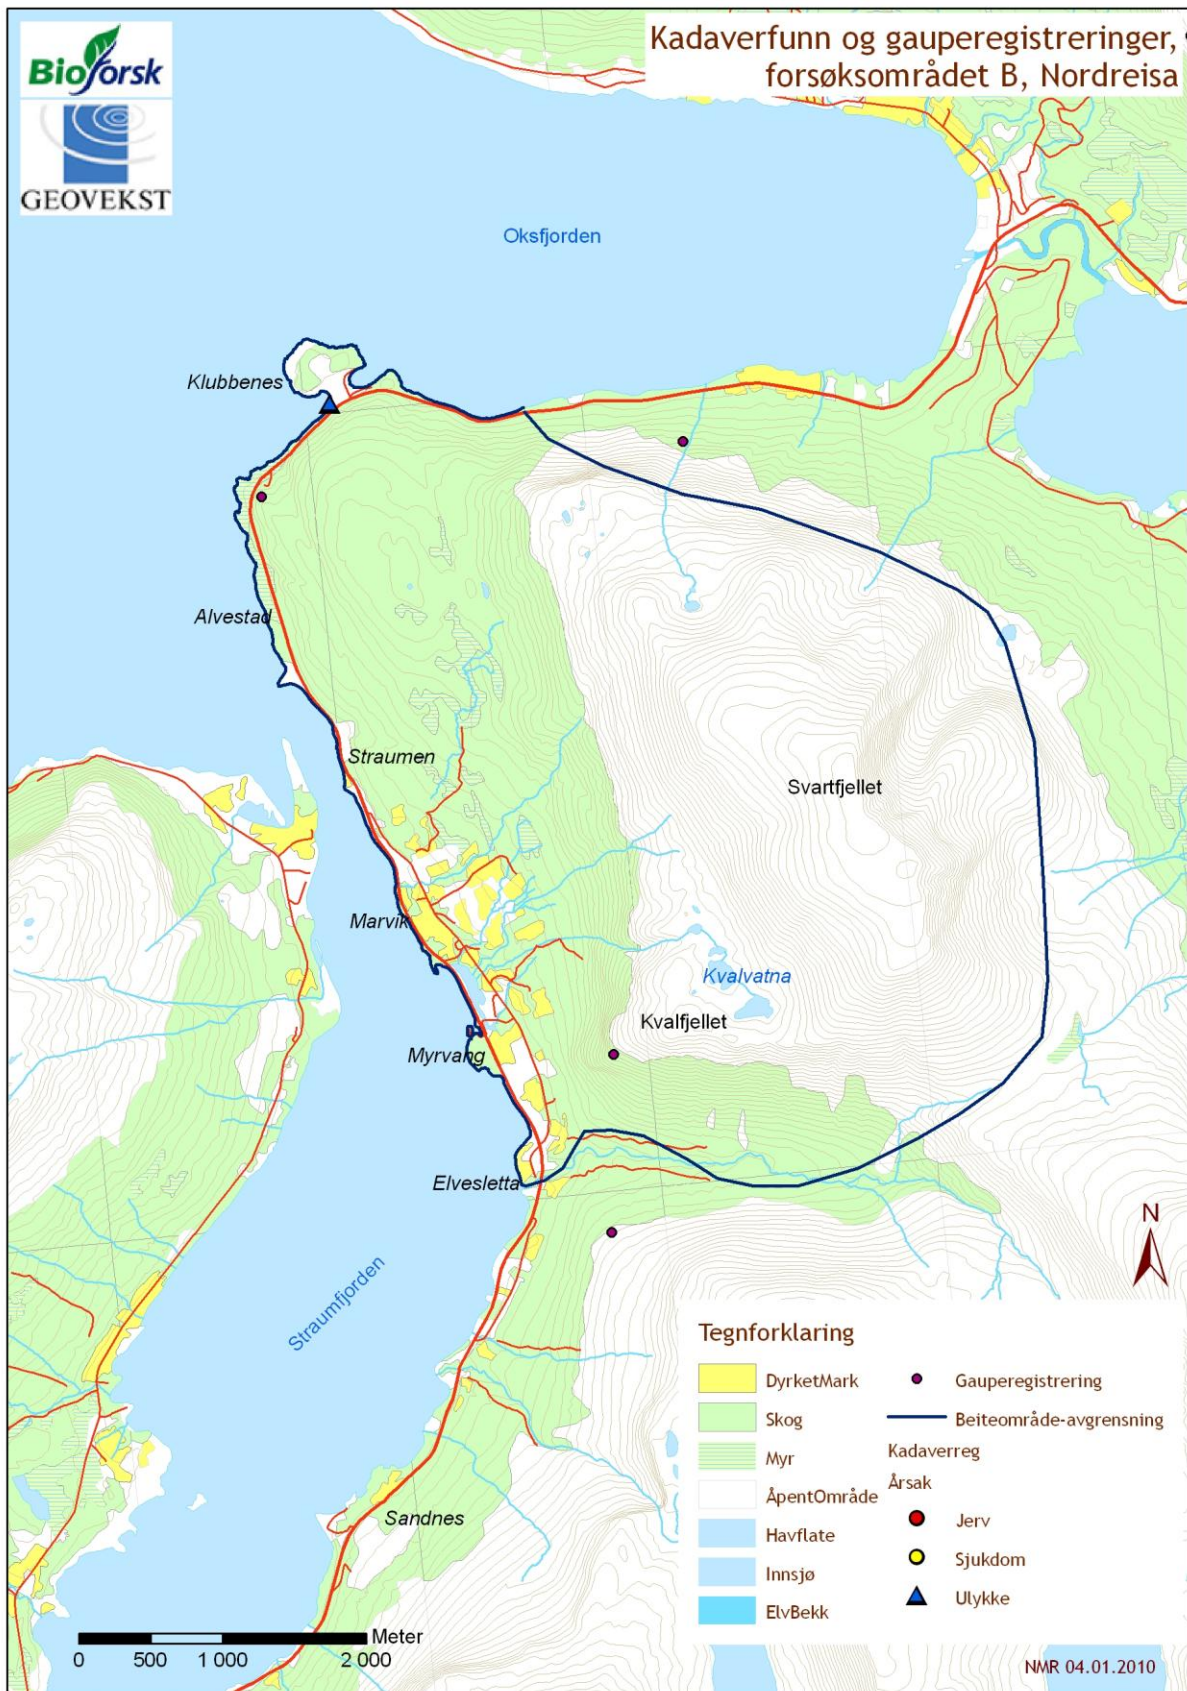 Bioforsk
GEOVEKST
Kadaverfunn og gauperegistreringer,
forsøksområdet B, Nordreisa
Oksfjorden
Klubbenes
Alvestad
Straumen
Svartfjellet
Marvik
Kvalvatna
Kvalfjellet
Myrvang
Elvesletta
Straumfjorden
Sandnes
N
Tegnforklaring
DyrketMark
Skog
Myr
ÅpentOmråde
Havflate
Innsjø
ElvBekk
Gauperegistrering
Beiteområde-avgrensning
Kadaverreg
Årsak
Jerv
Sjukdom
Ulykke
Meter
0 500 1 000 2 000
NMR 04.01.2010